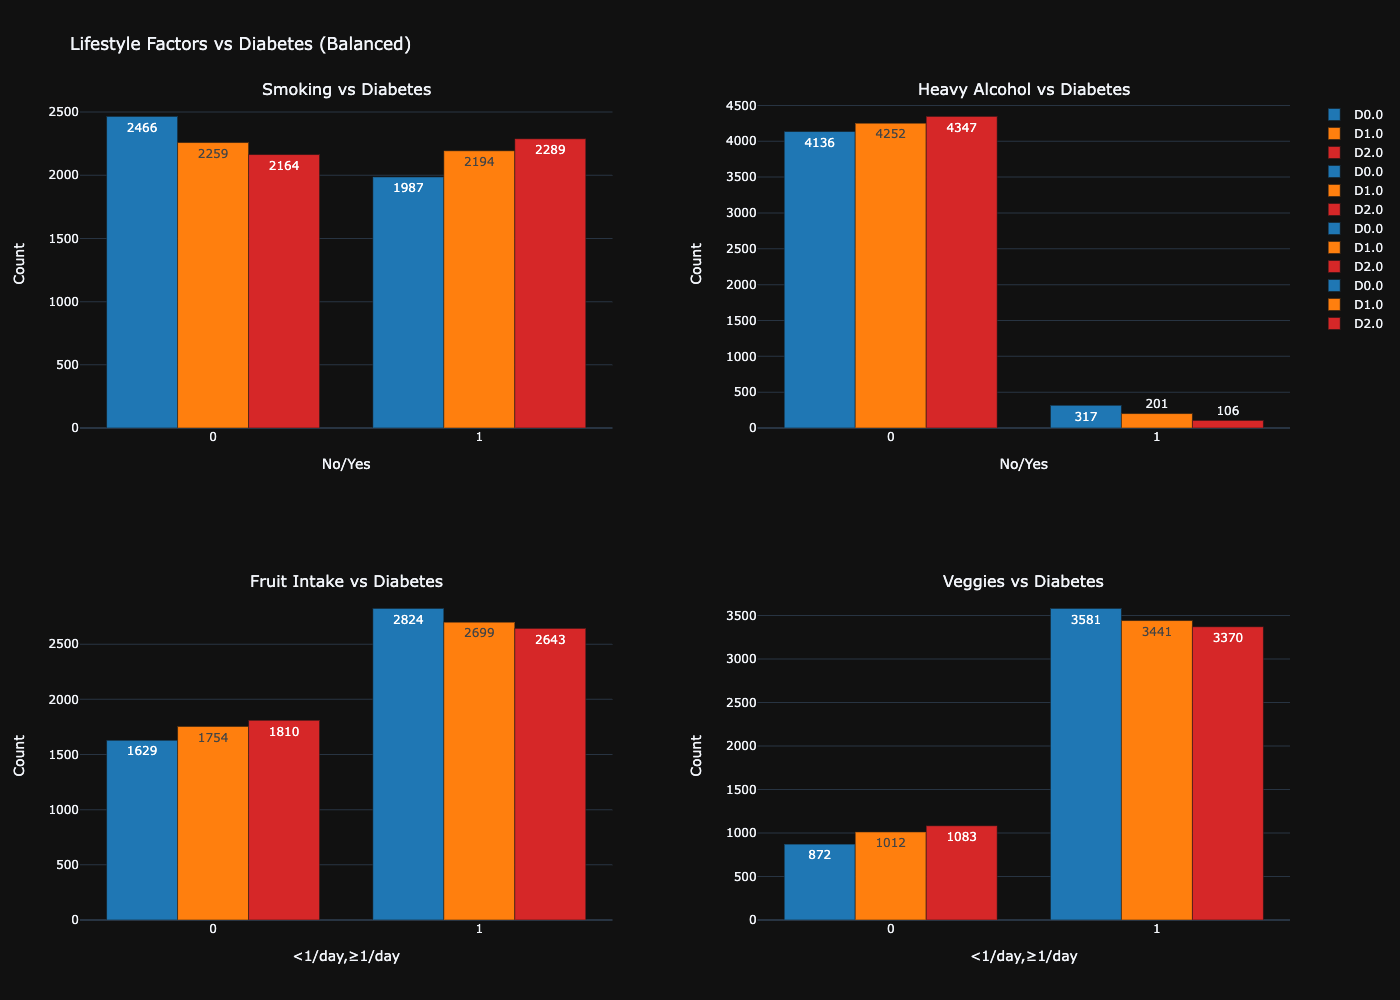 Lifestyle Factors vs Diabetes (Balanced)
Smoking vs Diabetes
2500
2000
1500
1000
500
0
Count
2466
2259
2164
1987
2194
2289
0
1
No/Yes
Heavy Alcohol vs Diabetes
4500
4000
3500
3000
2500
2000
1500
1000
500
0
Count
4136
4252
4347
317
201
106
0
1
No/Yes
D0.0
D1.0
D2.0
D0.0
D1.0
D2.0
D0.0
D1.0
D2.0
D0.0
D1.0
D2.0
Fruit Intake vs Diabetes
2500
2000
1500
1000
500
0
Count
1629
1754
1810
2824
2699
2643
0
1
<1/day,≥1/day
Veggies vs Diabetes
3500
3000
2500
2000
1500
1000
500
0
Count
872
1012
1083
3581
3441
3370
0
1
<1/day,≥1/day